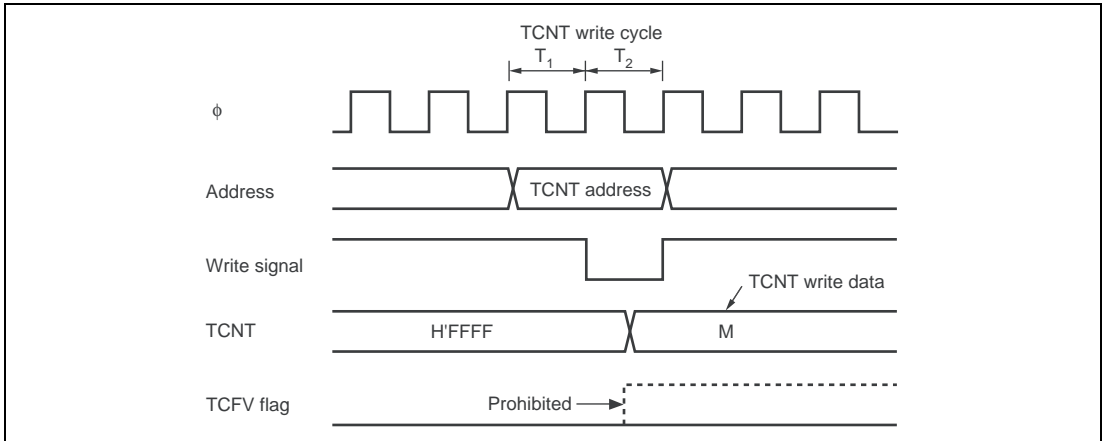 TCNT write cycle
T1 T2
ϕ
Address
TCNT address
Write signal
TCNT write data
TCNT
H'FFFF
M
TCFV flag
Prohibited